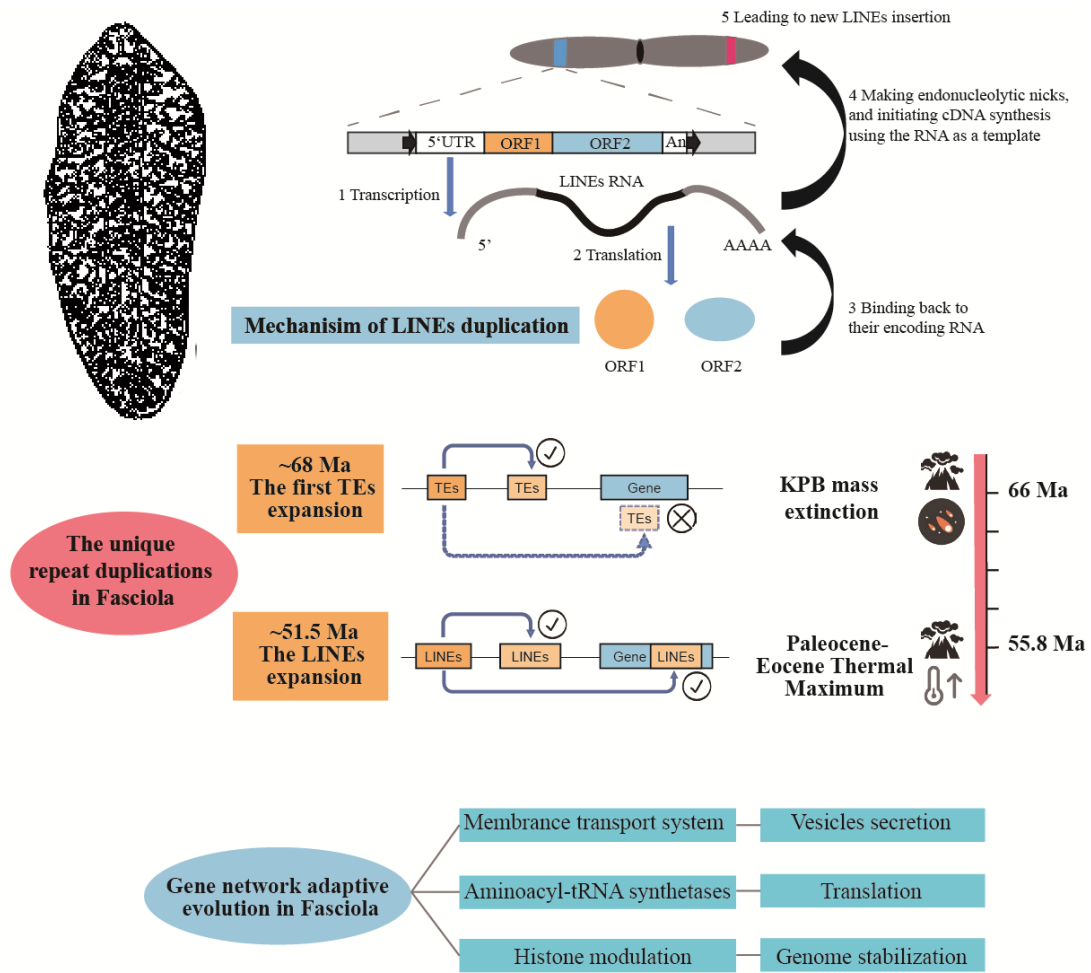 5 Leading to new LINEs insertion
4 Making endonucleolytic nicks,
and initiating cDNA synthesis
using the RNA as a template
5‘UTR
ORF1
ORF2
An
1 Transcription
LINEs RNA
5’
AAAA
2 Translation
3 Binding back to
their encoding RNA
Mechanisim of LINEs duplication
ORF1
ORF2
~68 Ma
The first TEs
expansion
TEs
TEs
Gene
TEs
KPB mass
extinction
66 Ma
The unique
repeat duplications
in Fasciola
~51.5 Ma
The LINEs
expansion
LINEs
LINEs
Gene
LINEs
Paleocene-
Eocene Thermal
Maximum
55.8 Ma
Gene network adaptive
evolution in Fasciola
Membrance transport system
Vesicles secretion
Aminoacyl-tRNA synthetases
Translation
Histone modulation
Genome stabilization